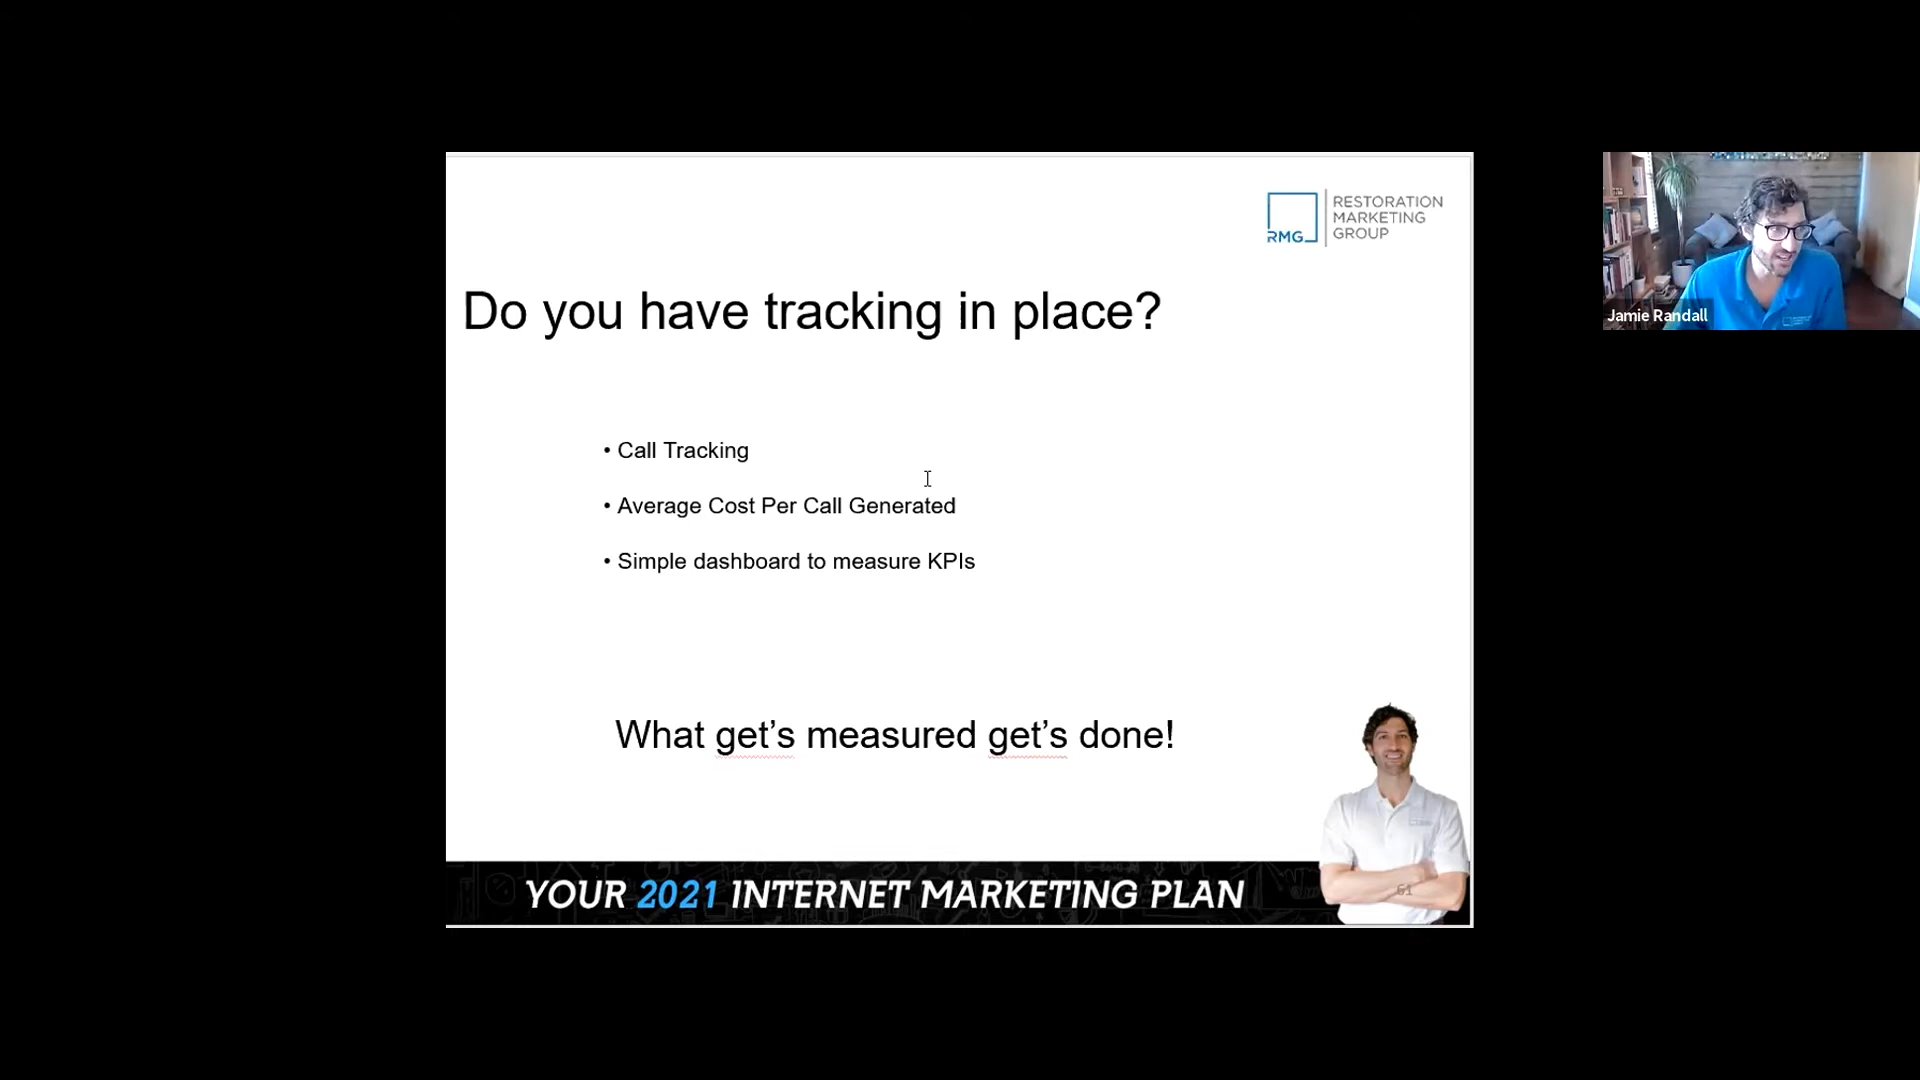 RMG
RESTORATION
MARKETING
GROUP
Do you have tracking in place?
• Call Tracking
• Average Cost Per Call Generated
• Simple dashboard to measure KPIs
What get’s measured get’s done!
YOUR 2021 INTERNET MARKETING PLAN
61
Jamie Randall